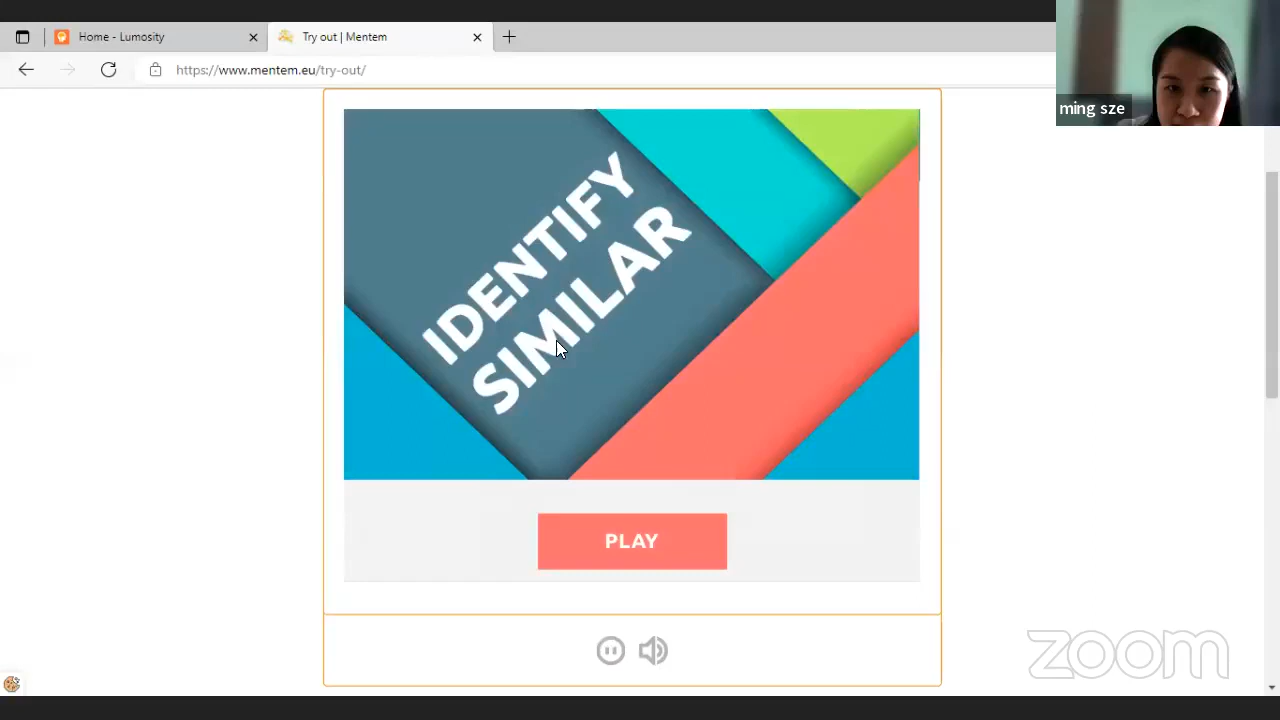 Home - Lumosity
Try out | Mentem
https://www.mentem.eu/try-out/
ming sze
IDENTIFY
SIMILAR
PLAY
zoom